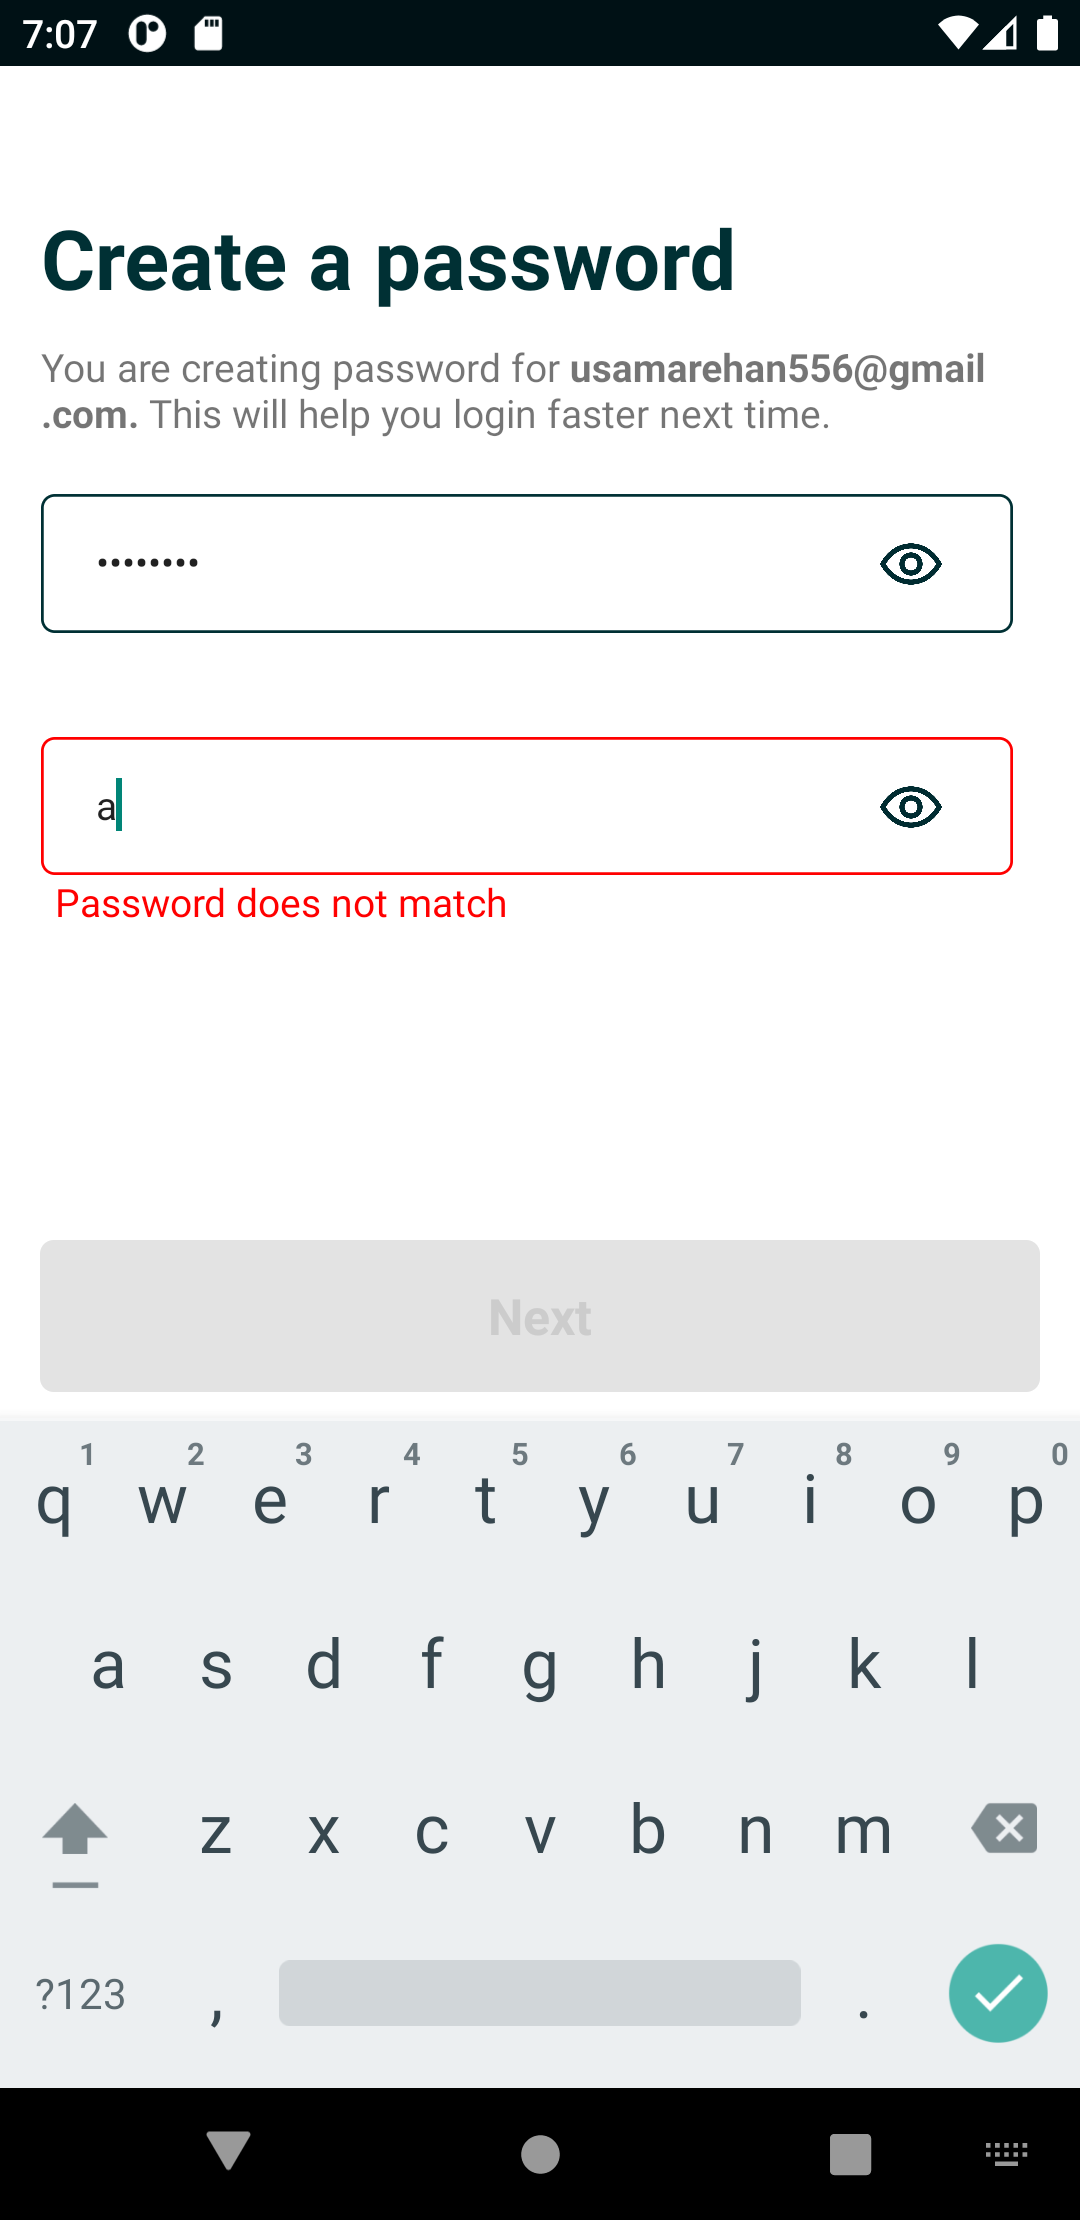 7:07
Create a password
You are creating password for usamarehan556@gmail
.com. This will help you login faster next time.
••••••••
a
Password does not match
Next
1 2 3 4 5 6 7 8 9 0
q w e r t y u i o p
a s d f g h j k l
z x c v b n m
?123 , .